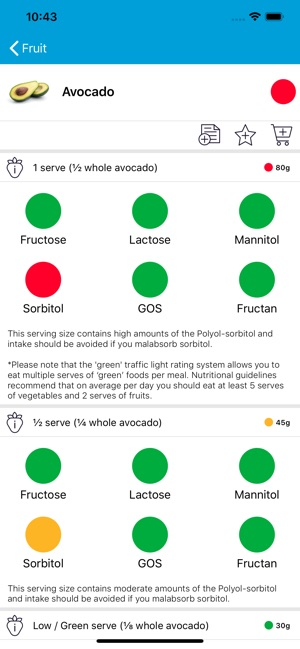 10:43
Fruit
Avocado
1 serve (½ whole avocado)
80g
Fructose
Lactose
Mannitol
Sorbitol
GOS
Fructan
This serving size contains high amounts of the Polyol-sorbitol and
intake should be avoided if you malabsorb sorbitol.
*Please note that the 'green' traffic light rating system allows you to
eat multiple serves of 'green' foods per meal. Nutritional guidelines
recommend that on average per day you should eat at least 5 serves
of vegetables and 2 serves of fruits.
½ serve (¼ whole avocado)
45g
Fructose
Lactose
Mannitol
Sorbitol
GOS
Fructan
This serving size contains moderate amounts of the Polyol-sorbitol
and intake should be avoided if you malabsorb sorbitol.
Low / Green serve (⅛ whole avocado)
30g